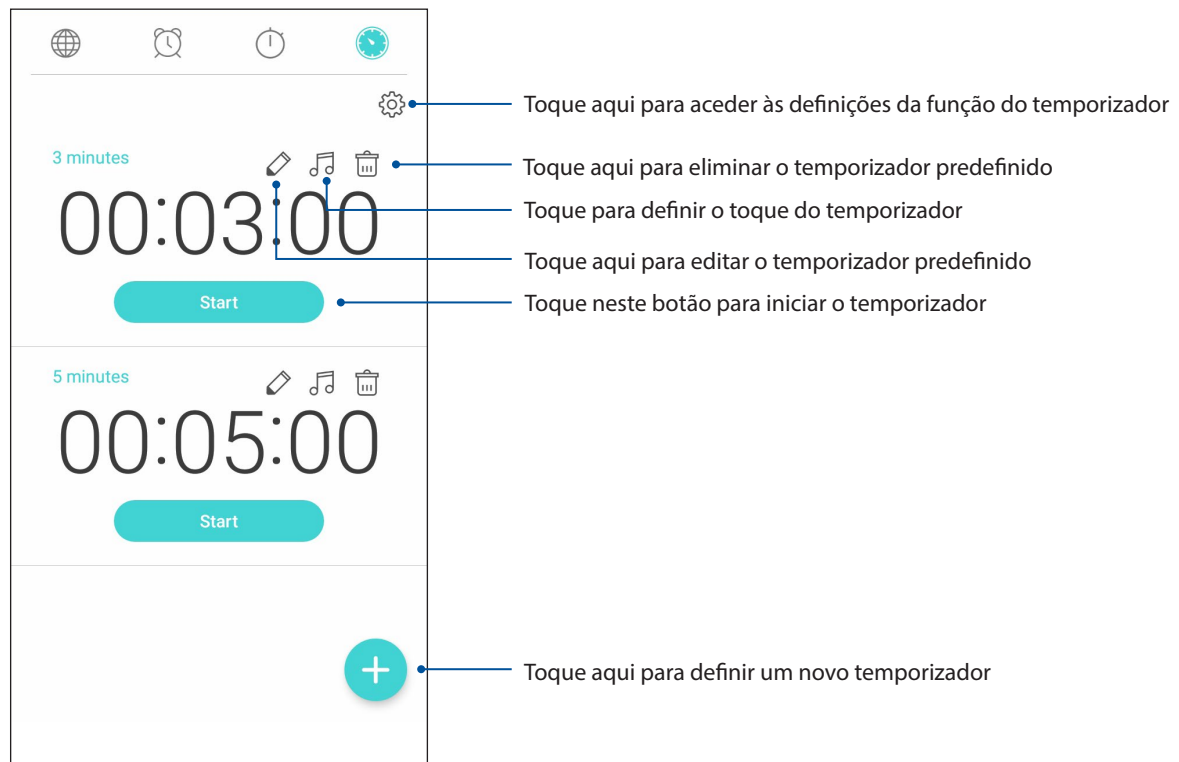 Toque aqui para aceder às definições da função do temporizador
3 minutes
Toque aqui para eliminar o temporizador predefinido
00:03:00
Toque para definir o toque do temporizador
Toque aqui para editar o temporizador predefinido
Start
Toque neste botão para iniciar o temporizador
5 minutes
00:05:00
Start
+
Toque aqui para definir um novo temporizador